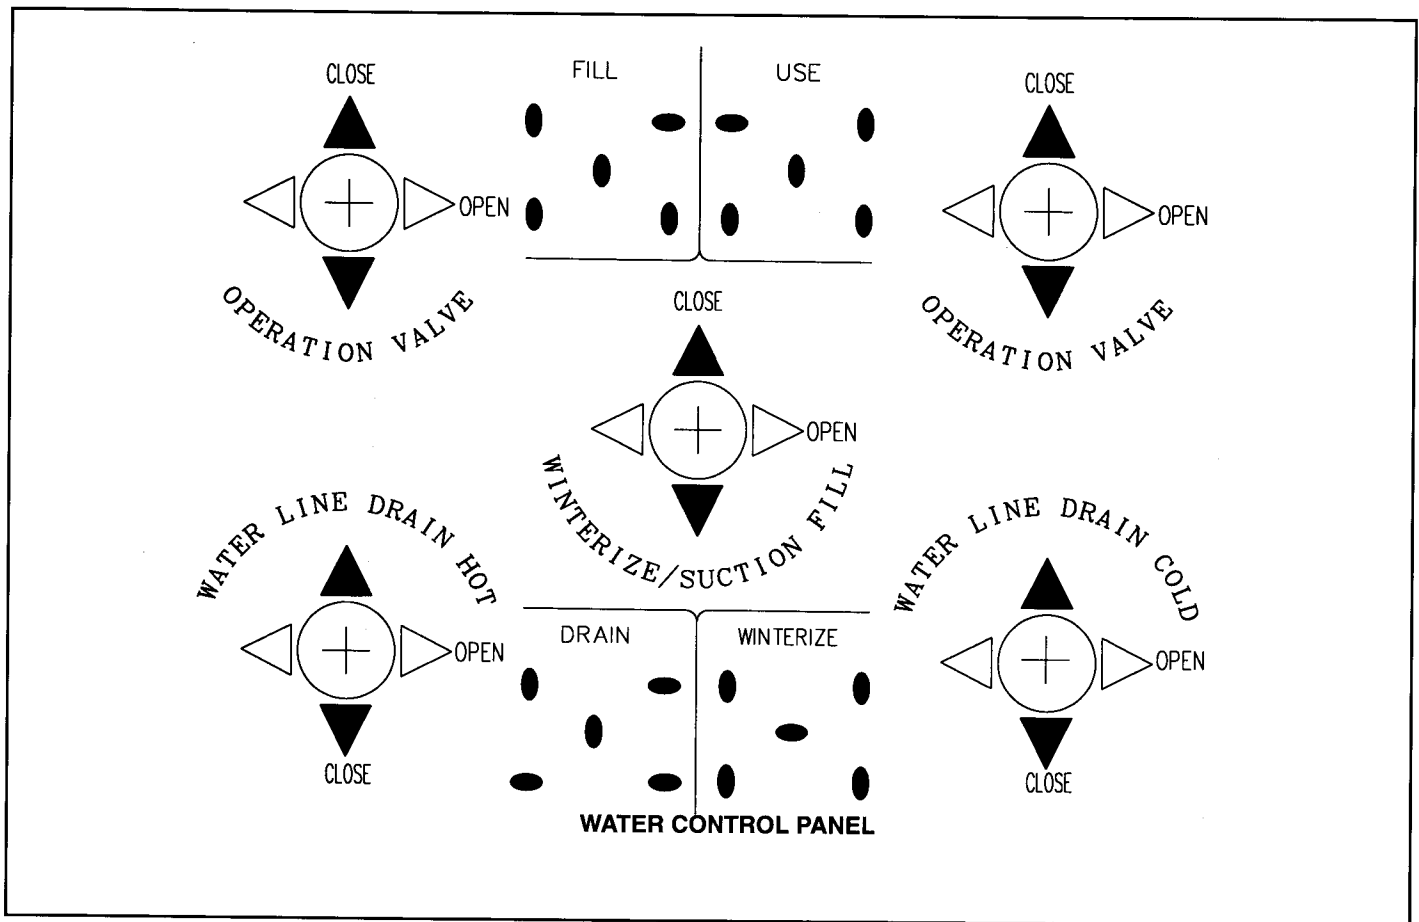 CLOSE
FILL
USE
CLOSE
OPEN
OPEN
OPERATION VALVE
OPERATION VALVE
CLOSE
OPEN
WINTERIZE/SUCTION FILL
WATER LINE DRAIN HOT
WATER LINE DRAIN COLD
OPEN
OPEN
CLOSE
CLOSE
DRAIN
WINTERIZE
WATER CONTROL PANEL